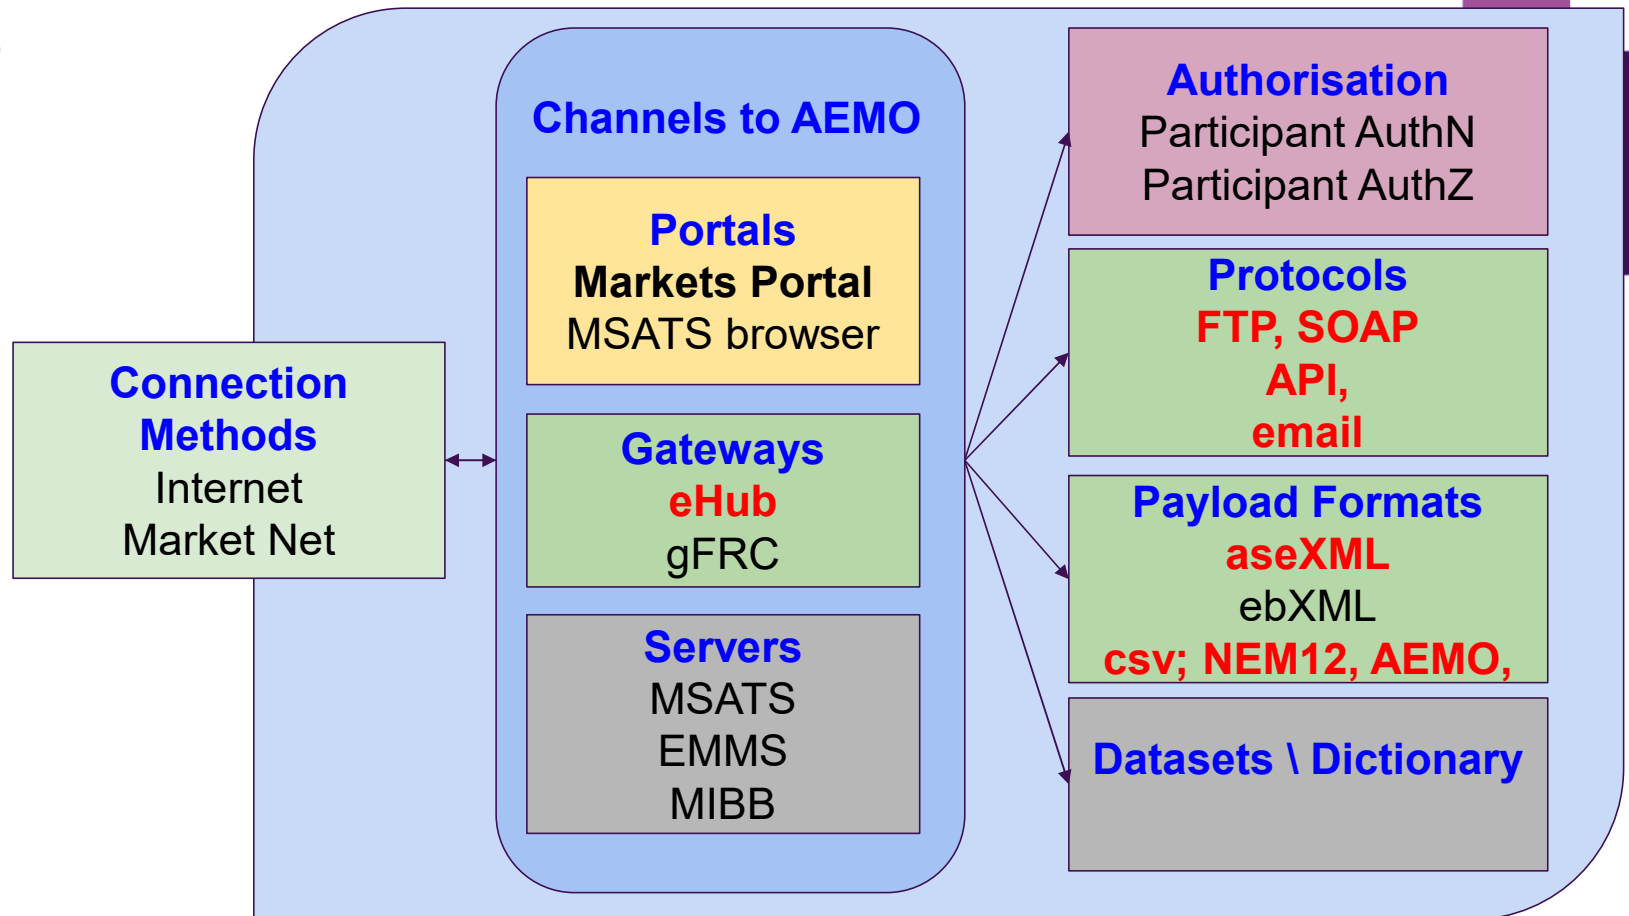 Connection
Methods
Internet
Market Net
Channels to AEMO
Portals
Markets Portal
MSATS browser
Gateways
eHub
gFRC
Servers
MSATS
EMMS
MIBB
Authorisation
Participant AuthN
Participant AuthZ
Protocols
FTP, SOAP
API,
email
Payload Formats
aseXML
ebXML
csv; NEM12, AEMO,
Datasets \ Dictionary